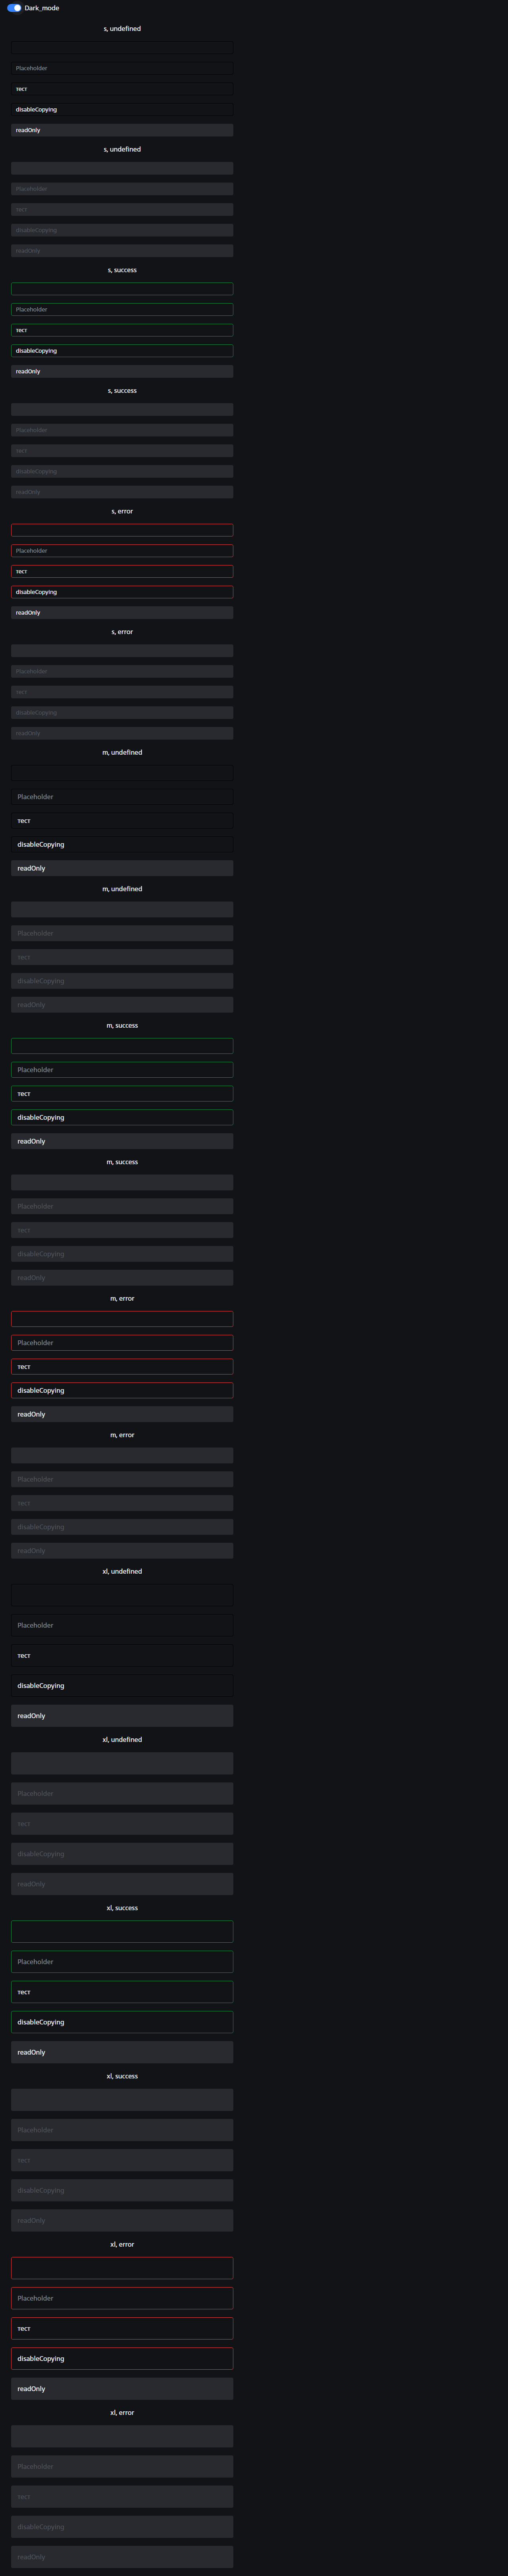 Dark_mode
s, undefined
Placeholder
тест
disableCopying
readOnly
s, undefined
Placeholder
тест
disableCopying
readOnly
s, success
Placeholder
тест
disableCopying
readOnly
s, success
Placeholder
тест
disableCopying
readOnly
s, error
Placeholder
тест
disableCopying
readOnly
s, error
Placeholder
тест
disableCopying
readOnly
m, undefined
Placeholder
тест
disableCopying
readOnly
m, undefined
Placeholder
тест
disableCopying
readOnly
m, success
Placeholder
тест
disableCopying
readOnly
m, success
Placeholder
тест
disableCopying
readOnly
m, error
Placeholder
тест
disableCopying
readOnly
m, error
Placeholder
тест
disableCopying
readOnly
xl, undefined
Placeholder
тест
disableCopying
readOnly
xl, undefined
Placeholder
тест
disableCopying
readOnly
xl, success
Placeholder
тест
disableCopying
readOnly
xl, success
Placeholder
тест
disableCopying
readOnly
xl, error
Placeholder
тест
disableCopying
readOnly
xl, error
Placeholder
тест
disableCopying
readOnly